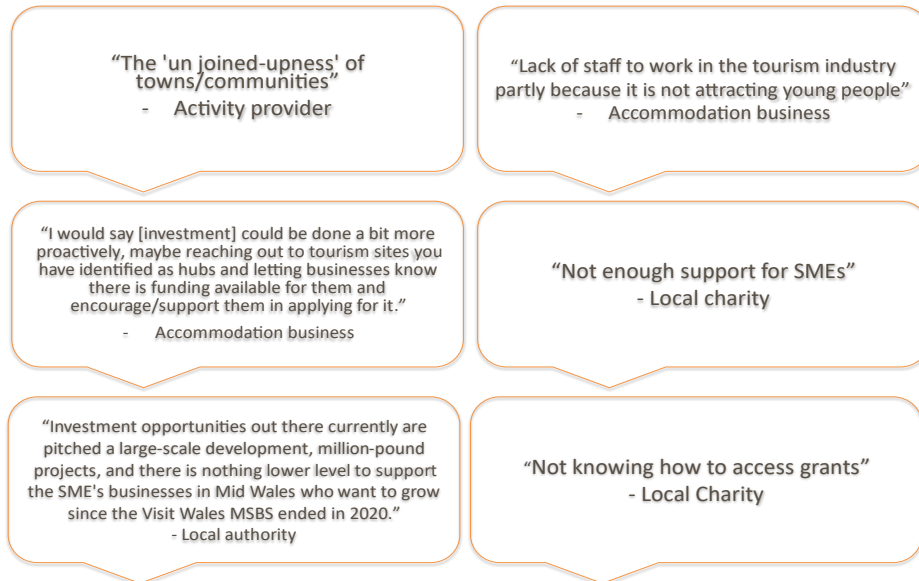 “The 'un joined-upness' of
towns/communities”
- Activity provider
“Lack of staff to work in the tourism industry
partly because it is not attracting young people”
- Accommodation business
“I would say [investment] could be done a bit more
proactively, maybe reaching out to tourism sites you
have identified as hubs and letting businesses know
there is funding available for them and
encourage/support them in applying for it.”
- Accommodation business
“Not enough support for SMEs”
- Local charity
“Investment opportunities out there currently are
pitched a large-scale development, million-pound
projects, and there is nothing lower level to support
the SME's businesses in Mid Wales who want to grow
since the Visit Wales MSBS ended in 2020.”
- Local authority
“Not knowing how to access grants”
- Local Charity